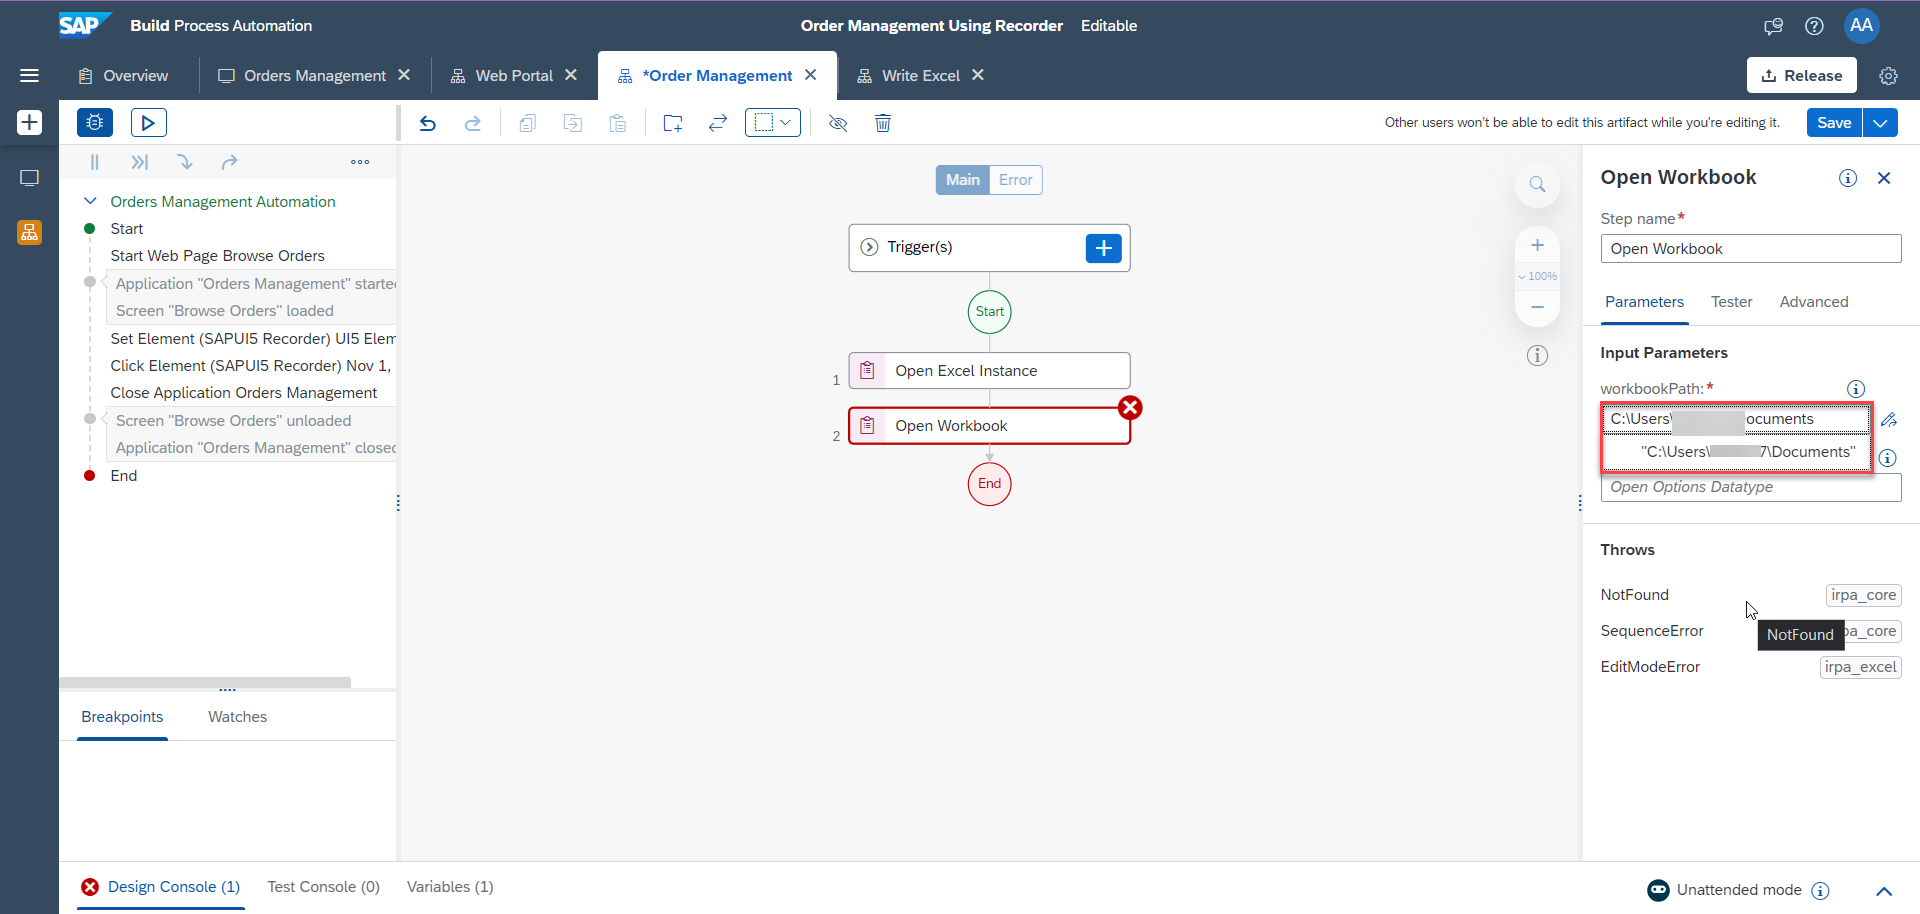 SAP Build Process Automation
Order Management Using Recorder Editable
AA
Overview
Orders Management
Web Portal
*Order Management
Write Excel
Release
Other users won't be able to edit this artifact while you're editing it.
Save
Orders Management Automation
Start
Start Web Page Browse Orders
Application "Orders Management" starte
Screen "Browse Orders" loaded
Set Element (SAPUI5 Recorder) UI5 Elem
Click Element (SAPUI5 Recorder) Nov 1,
Close Application Orders Management
Screen "Browse Orders" unloaded
Application "Orders Management" closed
End
Breakpoints
Watches
Main
Error
Trigger(s)
Start
1
Open Excel Instance
2
Open Workbook
End
100%
Open Workbook
Step name*
Open Workbook
Parameters
Tester
Advanced
Input Parameters
workbookPath:*
C:\Users\ ocuments
"C:\Users\ 7\Documents"
Open Options Datatype
Throws
NotFound irpa_core
SequenceError pa_core
NotFound
EditModeError irpa_excel
Design Console (1)
Test Console (0)
Variables (1)
Unattended mode